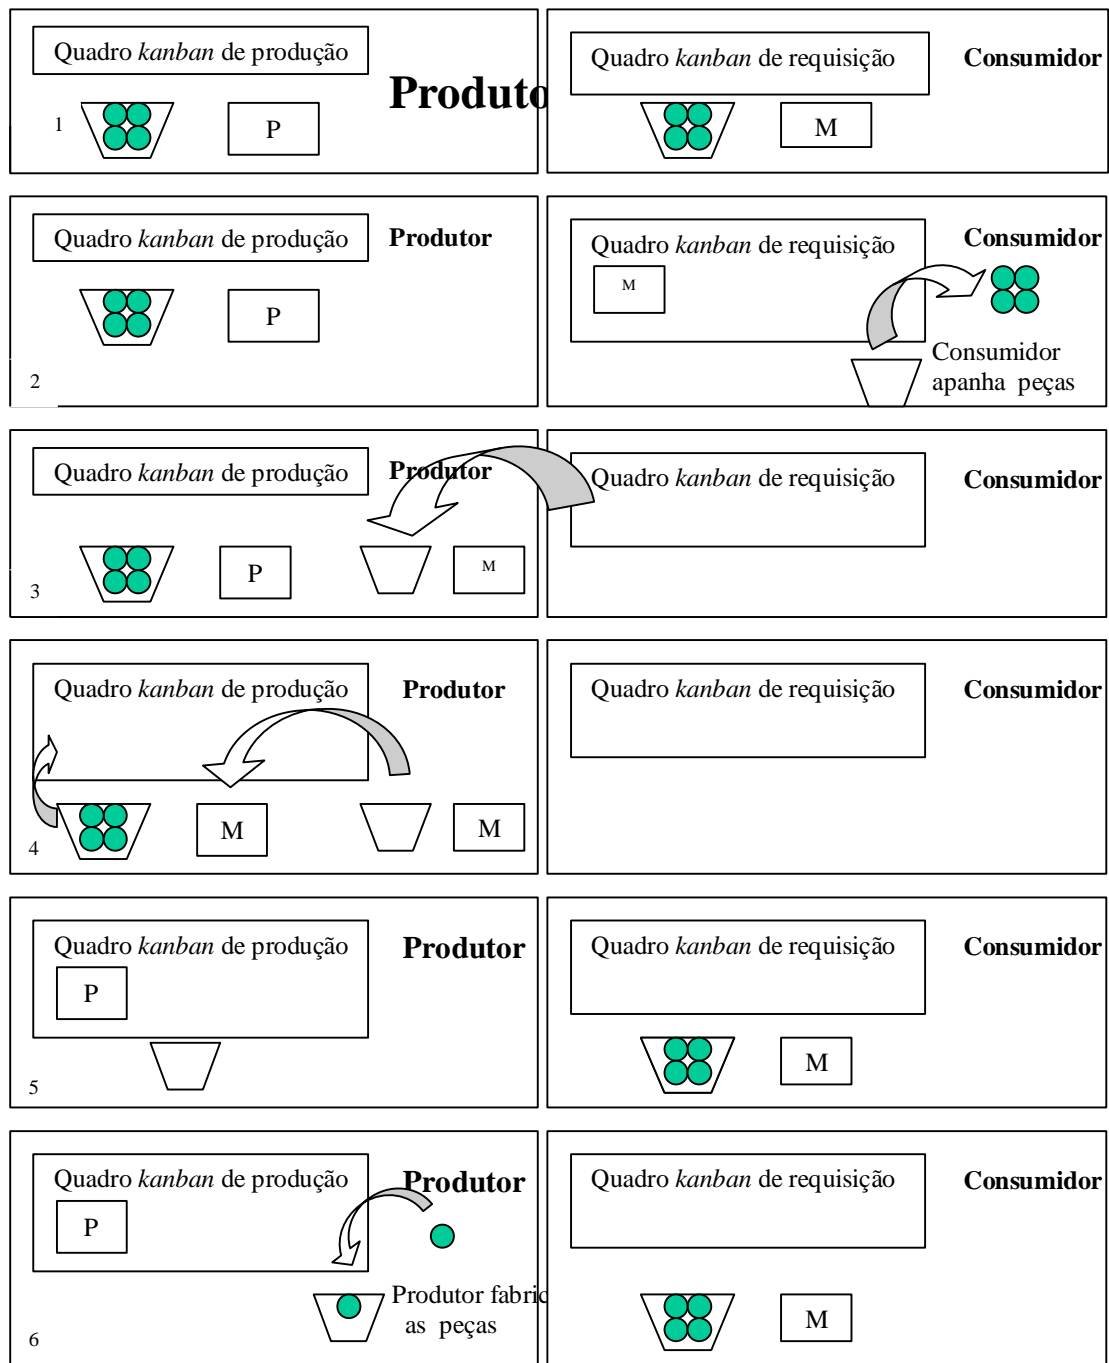 Quadro kanban de produção
Produto
1
P
Quadro kanban de requisição
Consumidor
M
Quadro kanban de produção
Produtor
P
2
Quadro kanban de requisição
Consumidor
M
Consumidor
apanha peças
Quadro kanban de produção
Produtor
P
M
3
Quadro kanban de requisição
Consumidor
Quadro kanban de produção
Produtor
M
M
4
Quadro kanban de requisição
Consumidor
Quadro kanban de produção
Produtor
P
5
Quadro kanban de requisição
Consumidor
M
Quadro kanban de produção
Produtor
P
Produtor fabric
as peças
6
Quadro kanban de requisição
Consumidor
M